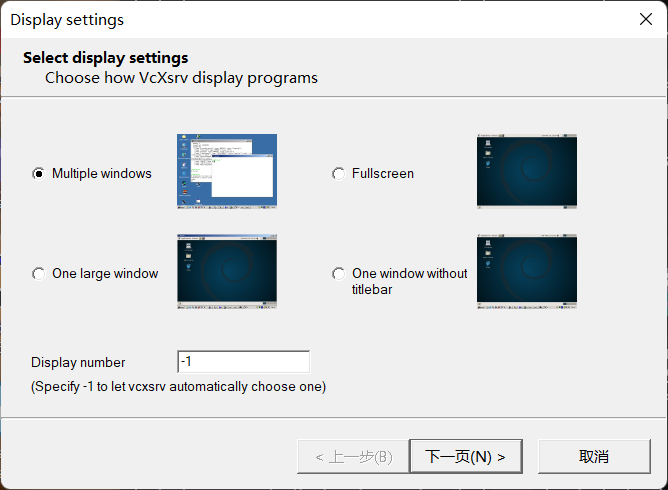 Display settings
Select display settings
Choose how VcXsrv display programs
Multiple windows
Fullscreen
One large window
One window without
titlebar
Display number
-1
(Specify -1 to let vcxsrv automatically choose one)
< 上一步(B)
下一页(N) >
取消